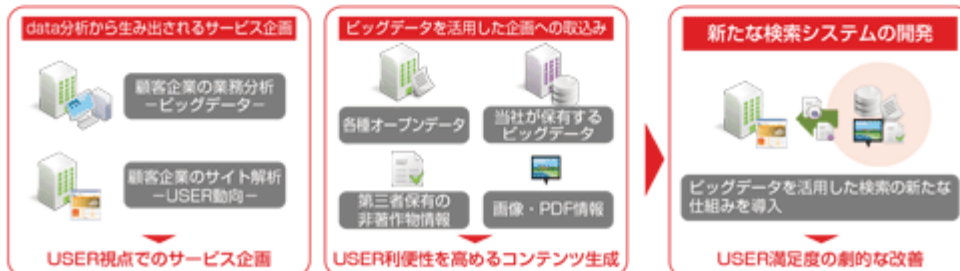 data分析から生み出されるサービス企画
顧客企業の業務分析
－ビッグデータ－
顧客企業のサイト解析
－USER動向－
USER視点でのサービス企画
ビッグデータを活用した企画への取込み
各種オープンデータ
当社が保有する
ビッグデータ
第三者保有の
非著作物情報
画像・PDF情報
USER利便性を高めるコンテンツ生成
新たな検索システムの開発
ビッグデータを活用した検索の新たな
仕組みを導入
USER満足度の劇的な改善